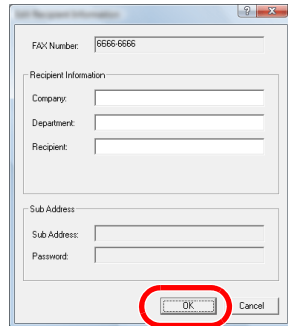 FAX Number: 6666-6666
Recipient Information
Company:
Department:
Recipient:
Sub Address
Sub Address:
Password:
OK Cancel